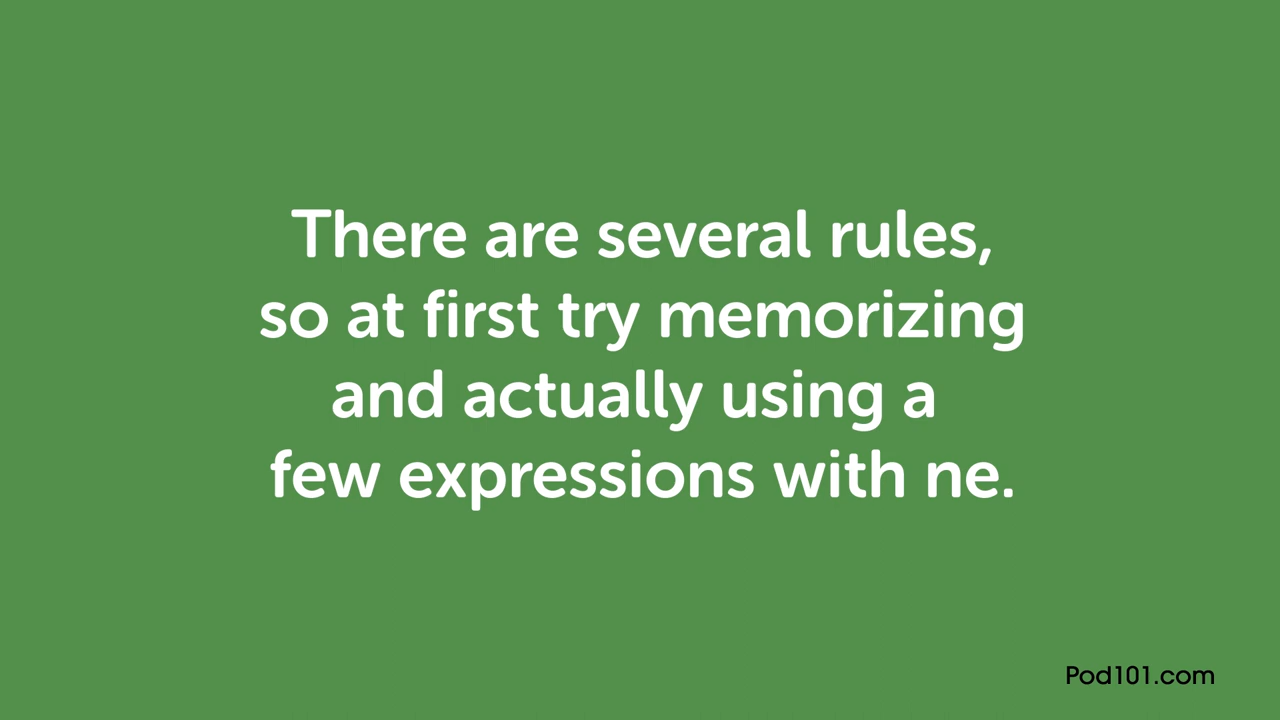 There are several rules,
so at first try memorizing
and actually using a
few expressions with ne.
Pod101.com